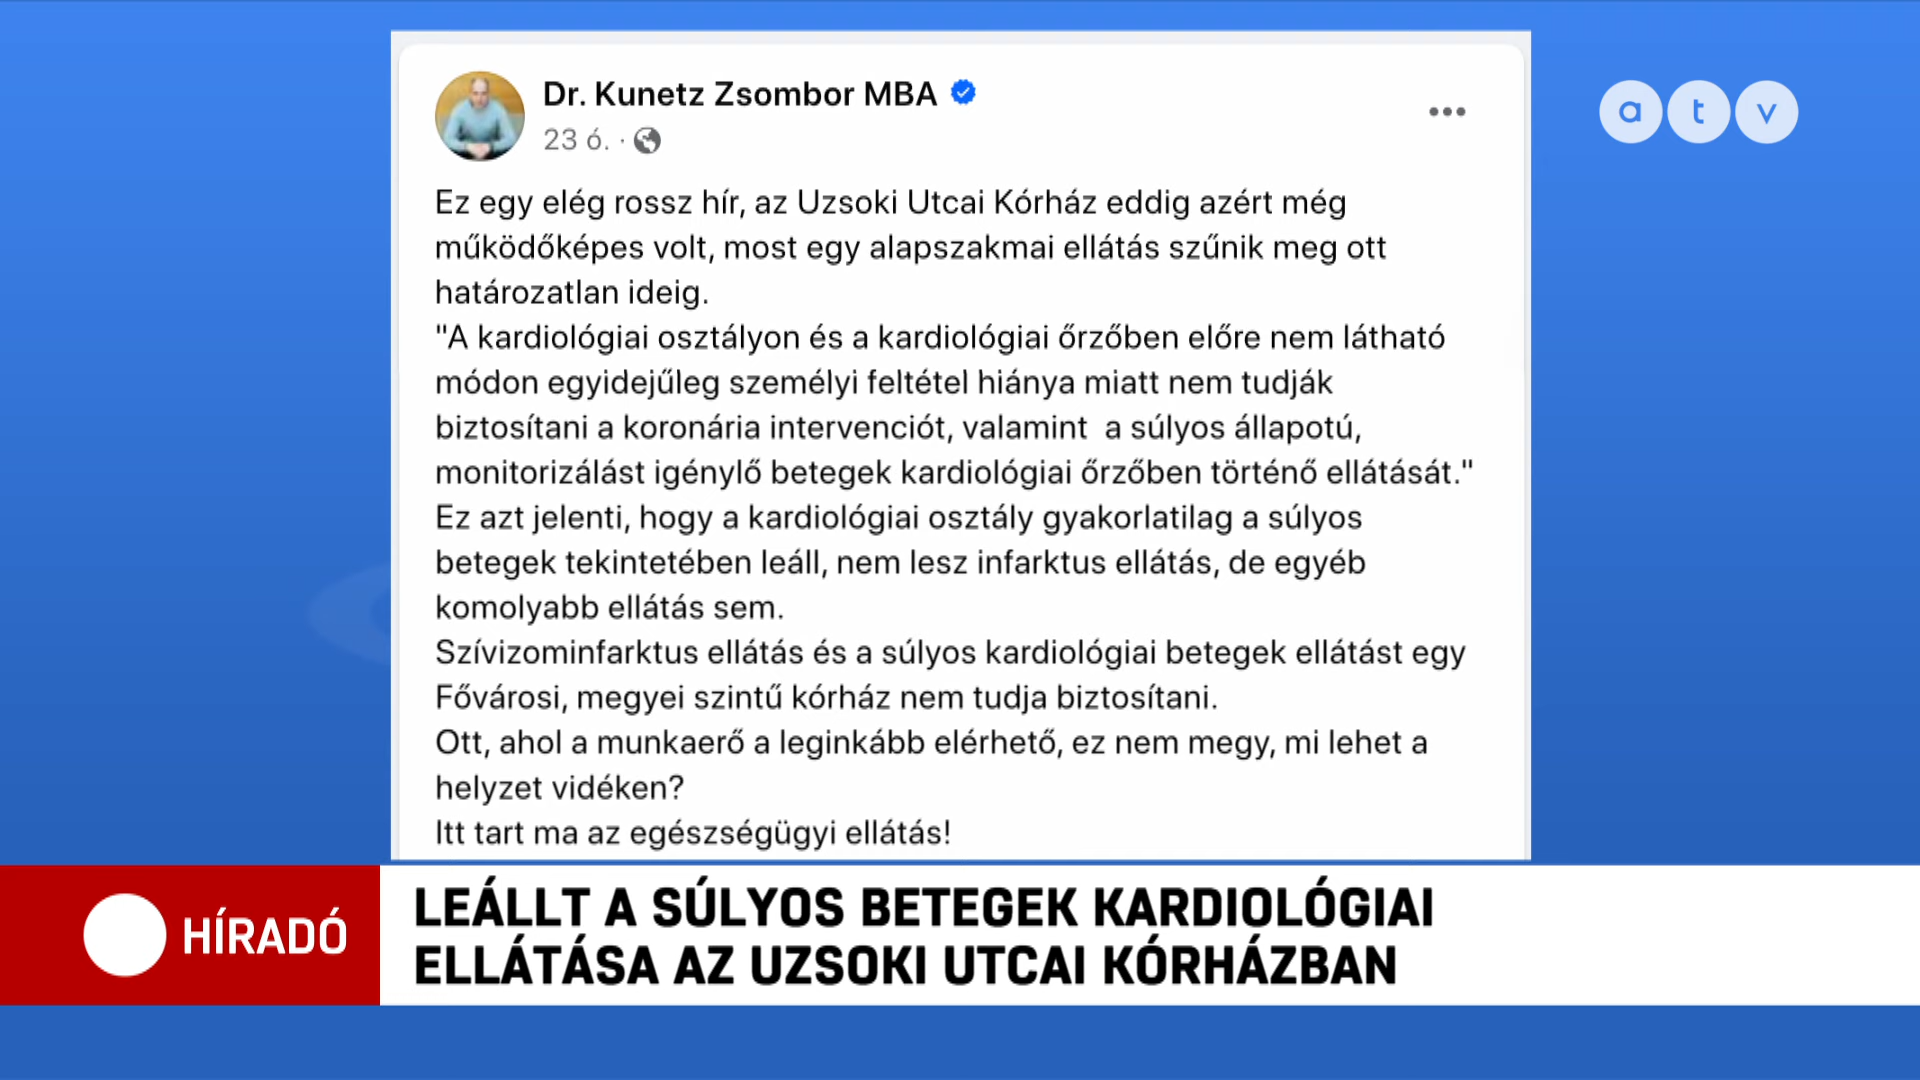 Dr. Kunetz Zsombor MBA
23 ó. ·
a t v
Ez egy elég rossz hír, az Uzsoki Utcai Kórház eddig azért még
működőképes volt, most egy alapszakmai ellátás szűnik meg ott
határozatlan ideig.
"A kardiológiai osztályon és a kardiológiai őrzőben előre nem látható
módon egyidejűleg személyi feltétel hiánya miatt nem tudják
biztosítani a koronária intervenciót, valamint  a súlyos állapotú,
monitorizálást igénylő betegek kardiológiai őrzőben történő ellátását."
Ez azt jelenti, hogy a kardiológiai osztály gyakorlatilag a súlyos
betegek tekintetében leáll, nem lesz infarktus ellátás, de egyéb
komolyabb ellátás sem.
Szívizominfarktus ellátás és a súlyos kardiológiai betegek ellátást egy
Fővárosi, megyei szintű kórház nem tudja biztosítani.
Ott, ahol a munkaerő a leginkább elérhető, ez nem megy, mi lehet a
helyzet vidéken?
Itt tart ma az egészségügyi ellátás!
HÍRADÓ
LEÁLLT A SÚLYOS BETEGEK KARDIOLÓGIAI
ELLÁTÁSA AZ UZSOKI UTCAI KÓRHÁZBAN